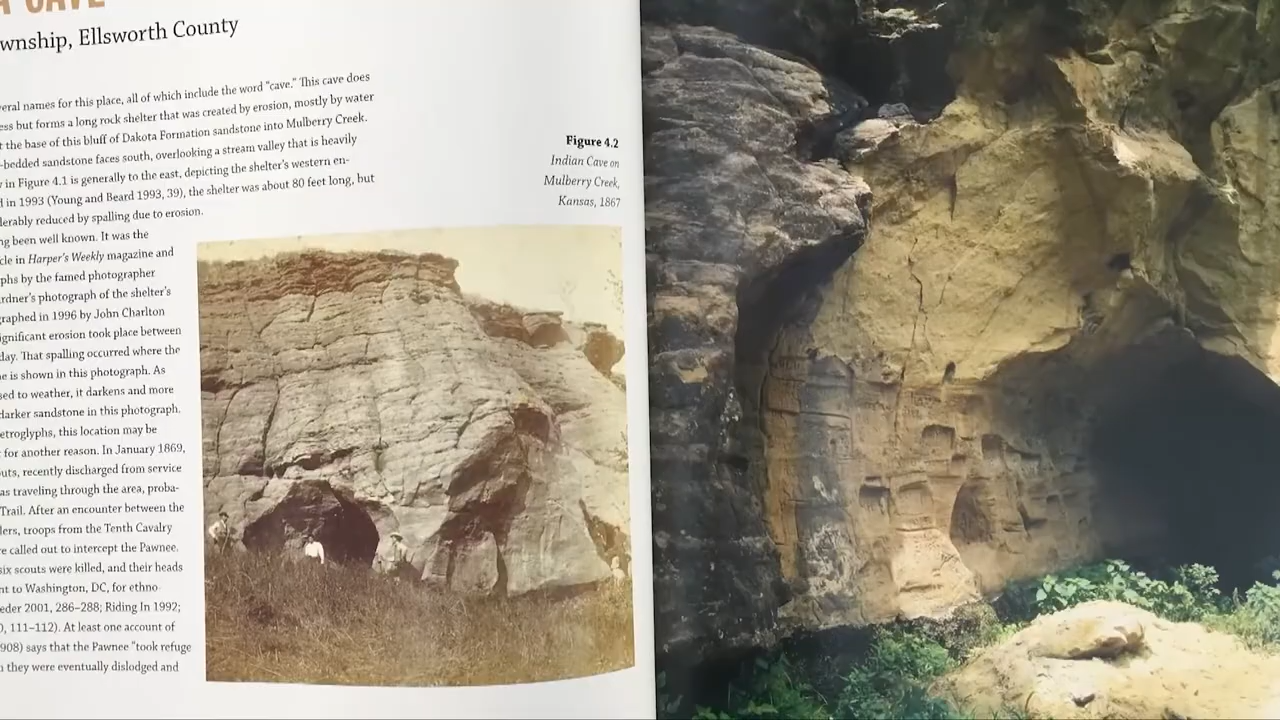 CAVE
wnship, Ellsworth County
veral names for this place, all of which include the word "cave." This cave does
ess but forms a long rock shelter that was created by erosion, mostly by water
t the base of this bluff of Dakota Formation sandstone into Mulberry Creek.
-bedded sandstone faces south, overlooking a stream valley that is heavily
v in Figure 4.1 is generally to the east, depicting the shelter's western en-
d in 1993 (Young and Beard 1993, 39), the shelter was about 80 feet long, but
derably reduced by spalling due to erosion.
ng been well known. It was the
cle in Harper's Weekly magazine and
phs by the famed photographer
rdner's photograph of the shelter's
graphed in 1996 by John Charlton
ignificant erosion took place between
day. That spalling occurred where the
ne is shown in this photograph. As
sed to weather, it darkens and more
darker sandstone in this photograph.
etroglyphs, this location may be
t for another reason. In January 1869,
outs, recently discharged from service
as traveling through the area, proba-
Trail. After an encounter between the
lers, troops from the Tenth Cavalry
e called out to intercept the Pawnee.
six scouts were killed, and their heads
nt to Washington, DC, for ethno-
eder 2001, 286–288; Riding In 1992;
0, 111–112). At least one account of
908) says that the Pawnee "took refuge
n they were eventually dislodged and
Figure 4.2
Indian Cave on
Mulberry Creek,
Kansas, 1867